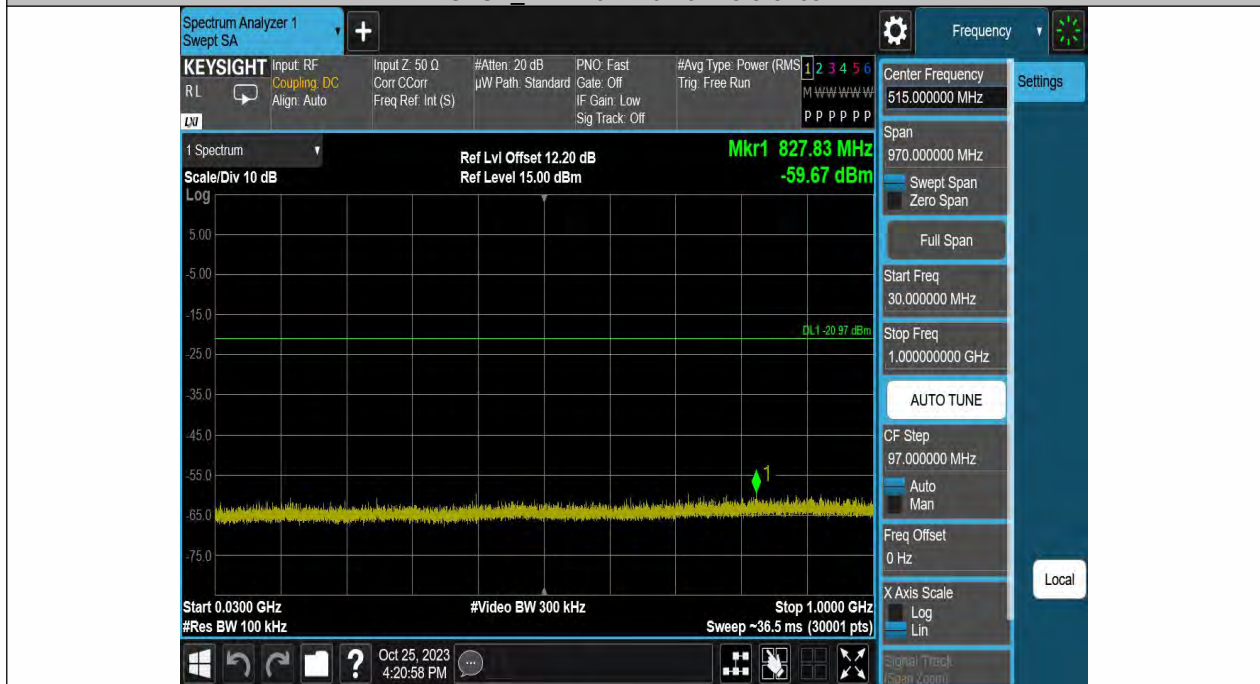 Spectrum Analyzer 1
Swept SA
Frequency
KEYSIGHT
Input: RF
Coupling: DC
Align: Auto
R L
LXI
Input Z: 50 Ω
Corr CCorr
Freq Ref: Int (S)
#Atten: 20 dB
µW Path: Standard
PNO: Fast
Gate: Off
IF Gain: Low
Sig Track: Off
#Avg Type: Power (RMS
Trig: Free Run
1 2 3 4 5 6
M W W W W W
P P P P P P
1 Spectrum
Scale/Div 10 dB
Log
Ref Lvl Offset 12.20 dB
Ref Level 15.00 dBm
Mkr1 827.83 MHz
-59.67 dBm
5.00
-5.00
-15.0
DL1 -20.97 dBm
-25.0
-35.0
-45.0
-55.0
1
-65.0
-75.0
Start 0.0300 GHz
#Res BW 100 kHz
#Video BW 300 kHz
Stop 1.0000 GHz
Sweep ~36.5 ms (30001 pts)
Oct 25, 2023
4:20:58 PM
Center Frequency
515.000000 MHz
Settings
Span
970.000000 MHz
Swept Span
Zero Span
Full Span
Start Freq
30.000000 MHz
Stop Freq
1.000000000 GHz
AUTO TUNE
CF Step
97.000000 MHz
Auto
Man
Freq Offset
0 Hz
X Axis Scale
Log
Lin
Local
Signal Track
(Span Zoom)